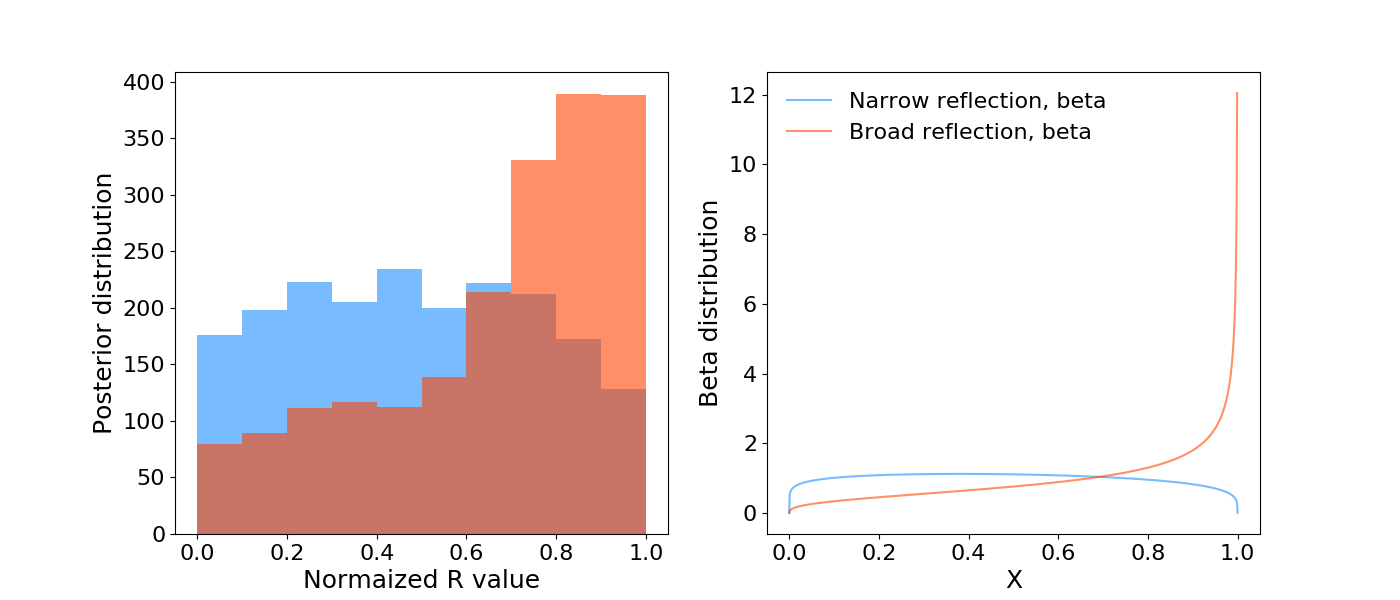 400
350
300
250
200
150
100
50
0
Posterior distribution
0.0 0.2 0.4 0.6 0.8 1.0
Normaized R value
12
10
8
6
4
2
0
Beta distribution
Narrow reflection, beta
Broad reflection, beta
0.0 0.2 0.4 0.6 0.8 1.0
X